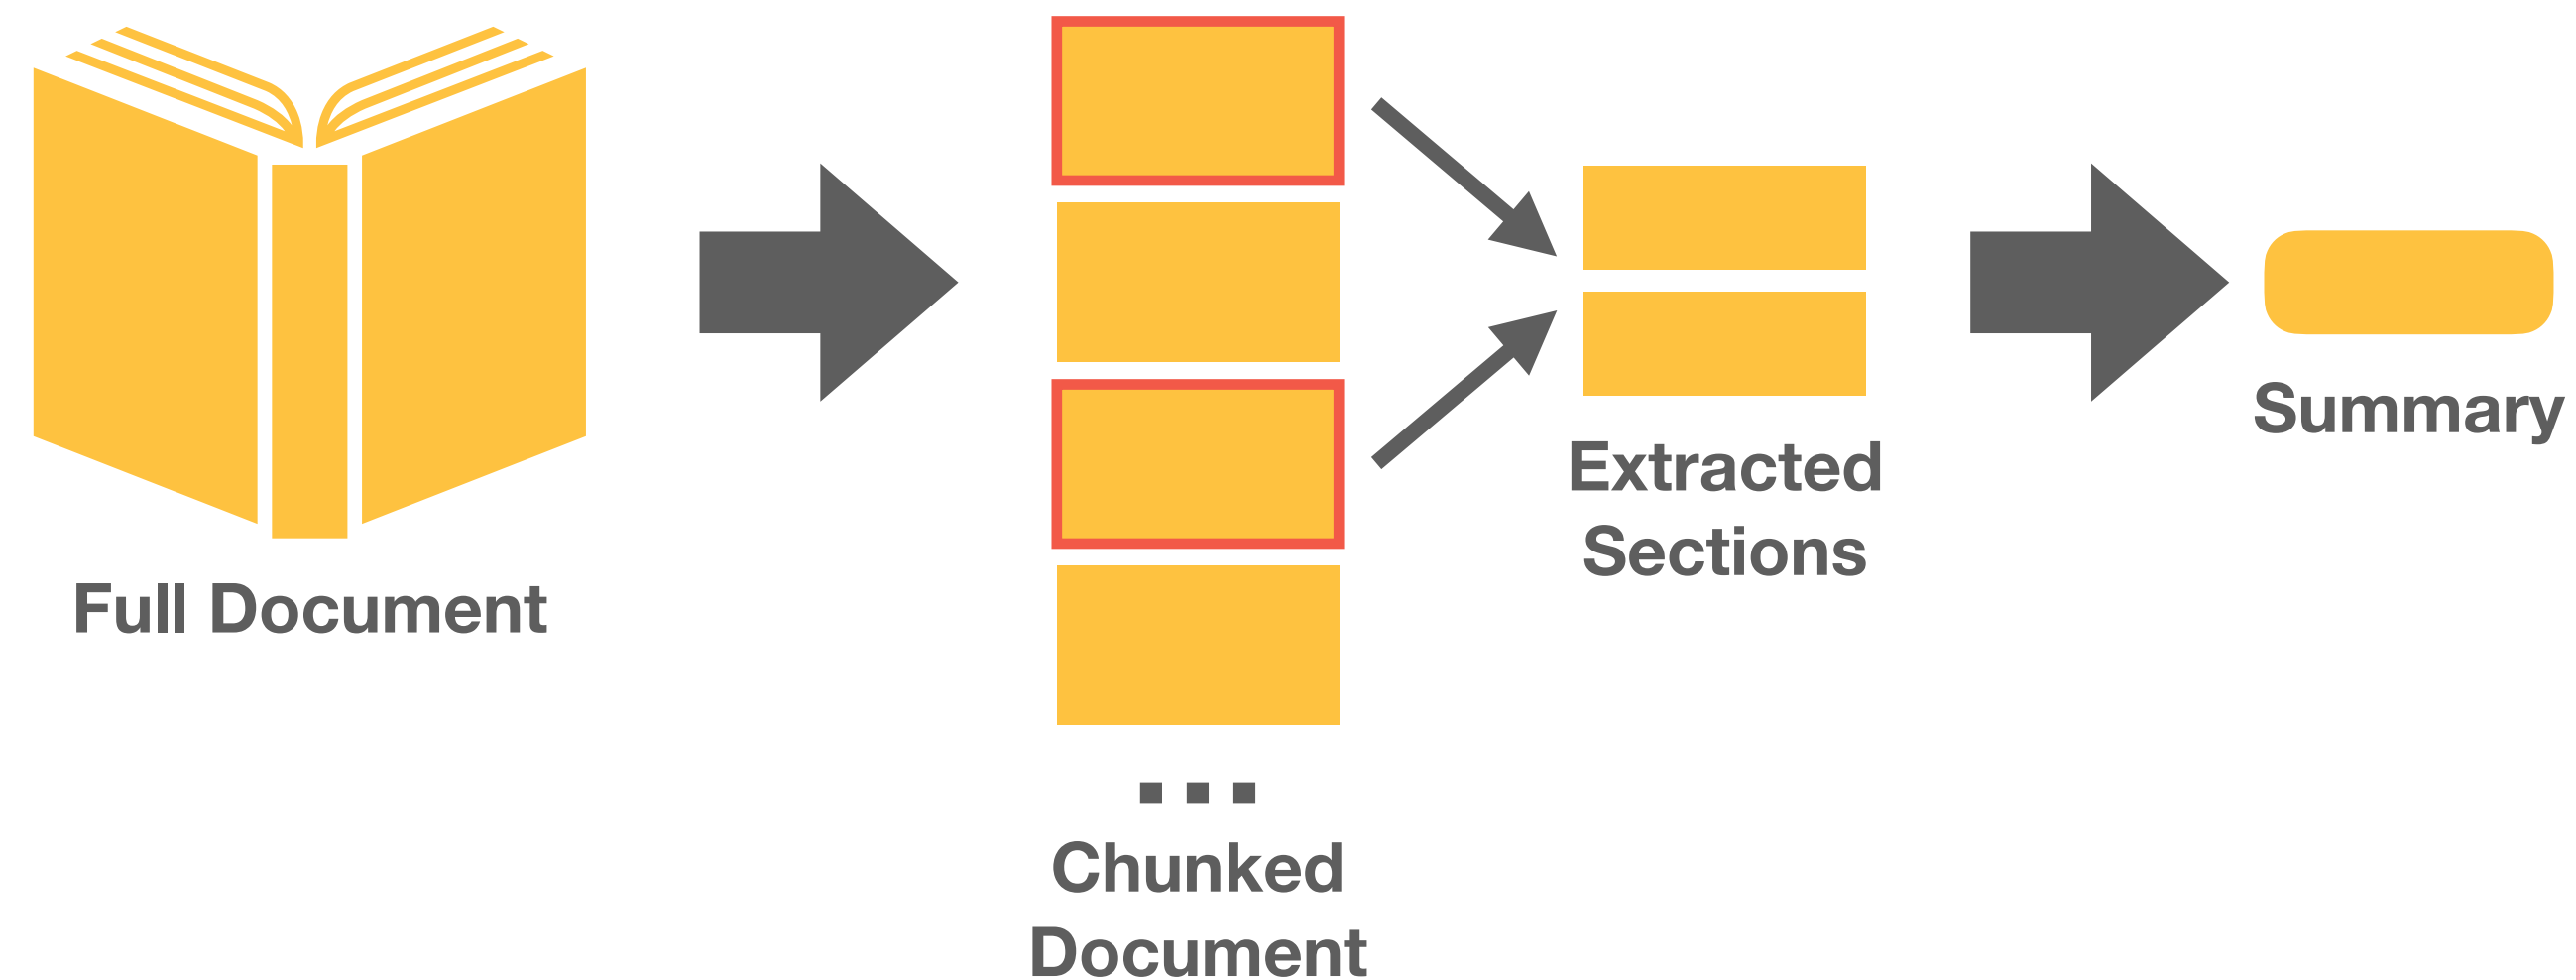 Full Document
...
Chunked
Document
Extracted
Sections
Summary